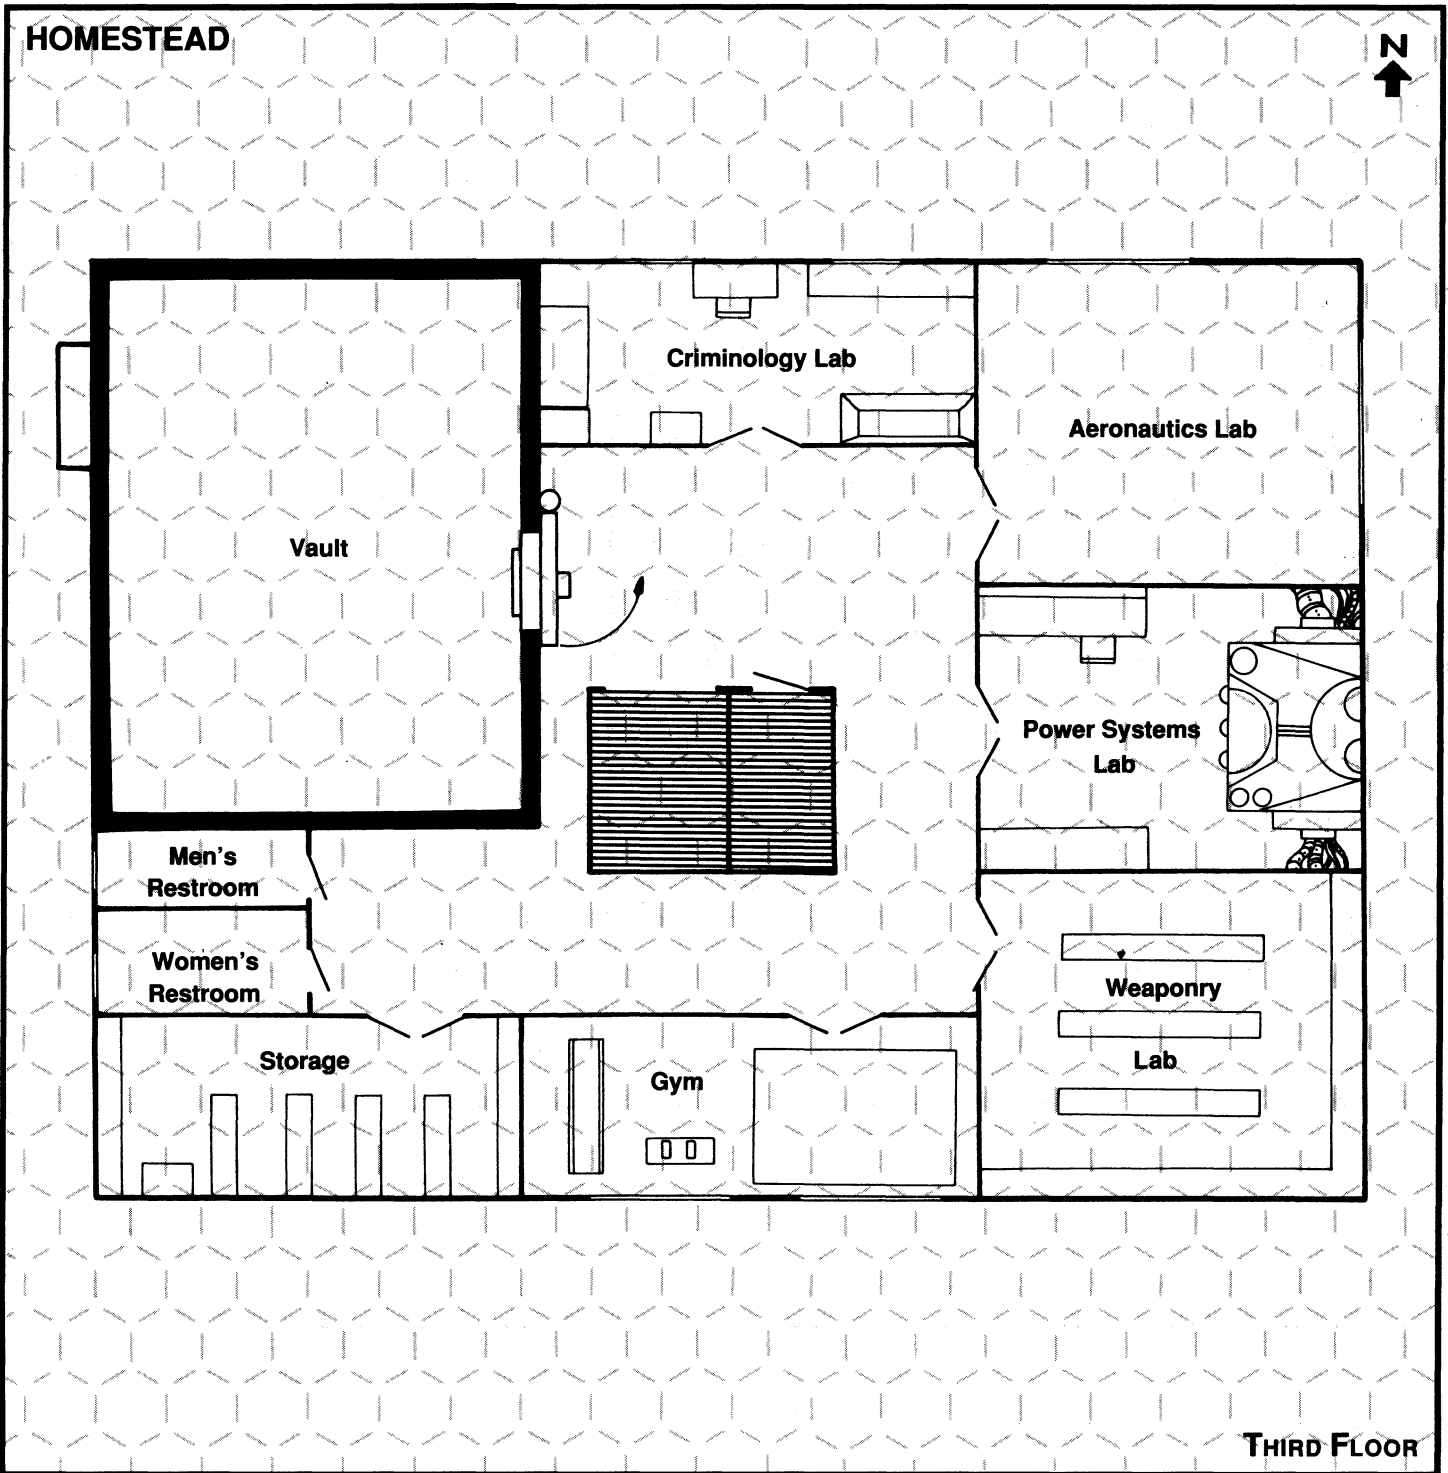 HOMESTEAD
N
Criminology Lab
Aeronautics Lab
Vault
Power Systems
Lab
Men's
Restroom
Women's
Restroom
Weaponry
Lab
Storage
Gym
THIRD FLOOR